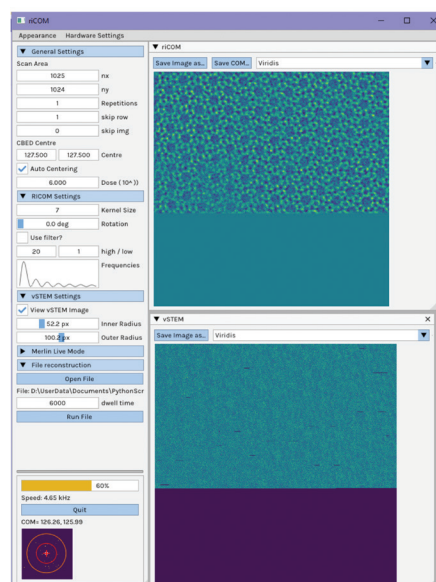 riCOM
Appearance Hardware Settings
General Settings
Scan Area
1025 nx
1024 ny
1 Repetitions
1 skip row
0 skip img
CBED Centre
127.500 127.500 Centre
Auto Centering
6.000 Dose ( 10^ ))
RICOM Settings
7 Kernel Size
0.0 deg Rotation
Use filter?
20 1 high / low
Frequencies
vSTEM Settings
View vSTEM Image
52.2 px Inner Radius
100.2 px Outer Radius
Merlin Live Mode
File reconstruction
Open File
File: D:\UserData\Documents\PythonScr
6000 dwell time
Run File
60%
Speed: 4.65 kHz
Quit
COM= 126.26, 125.99
riCOM
Save Image as.. Save COM... Viridis
vSTEM
Save Image as.. Viridis